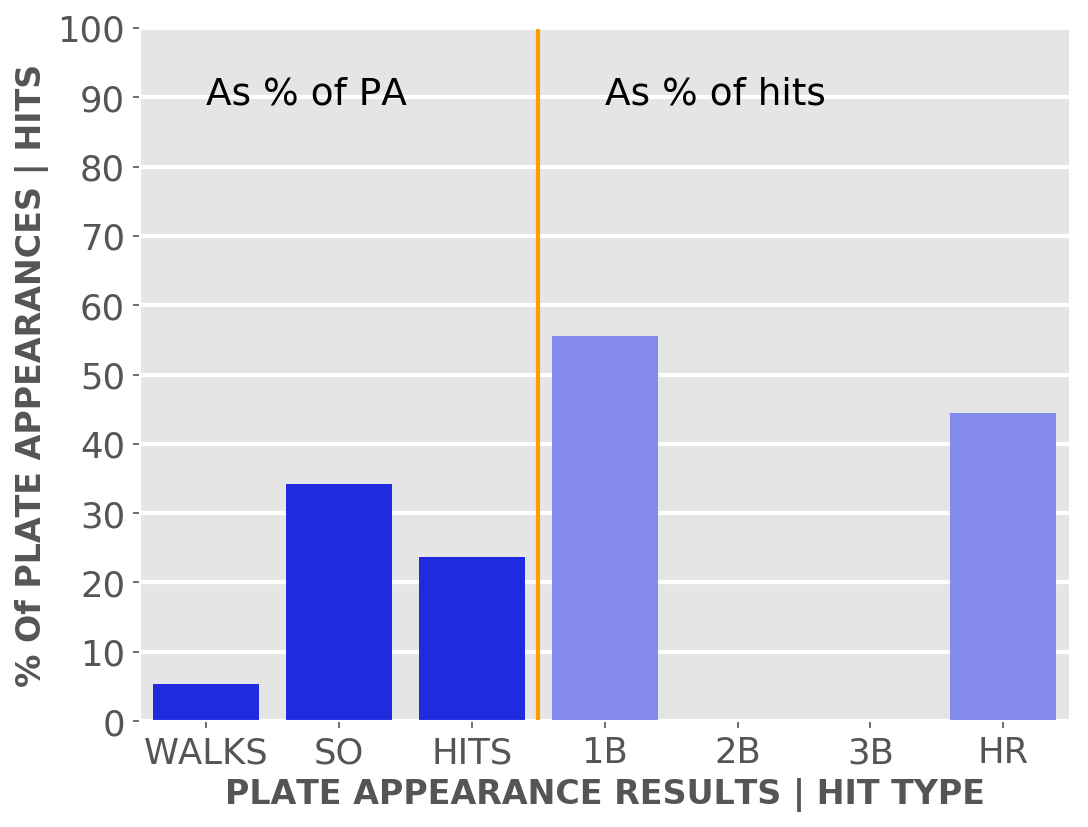 100
90
80
70
60
50
40
30
20
10
0
% Of PLATE APPEARANCES | HITS
As % of PA
As % of hits
WALKS SO HITS 1B 2B 3B HR
PLATE APPEARANCE RESULTS | HIT TYPE